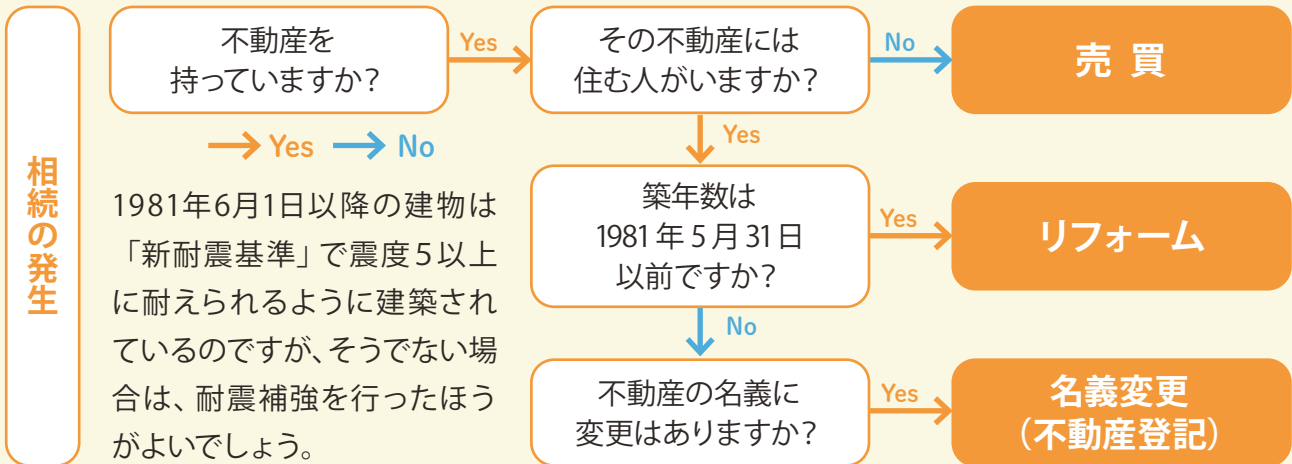 相続の発生
不動産を
持っていますか?
Yes
その不動産には
住む人がいますか?
No
売買
Yes
Yes No
1981年6月1日以降の建物は
「新耐震基準」で震度5以上
に耐えられるように建築され
ているのですが、そうでない場
合は、耐震補強を行ったほう
がよいでしょう。
築年数は
1981年5月31日
以前ですか?
Yes
リフォーム
No
不動産の名義に
変更はありますか?
Yes
名義変更
(不動産登記)